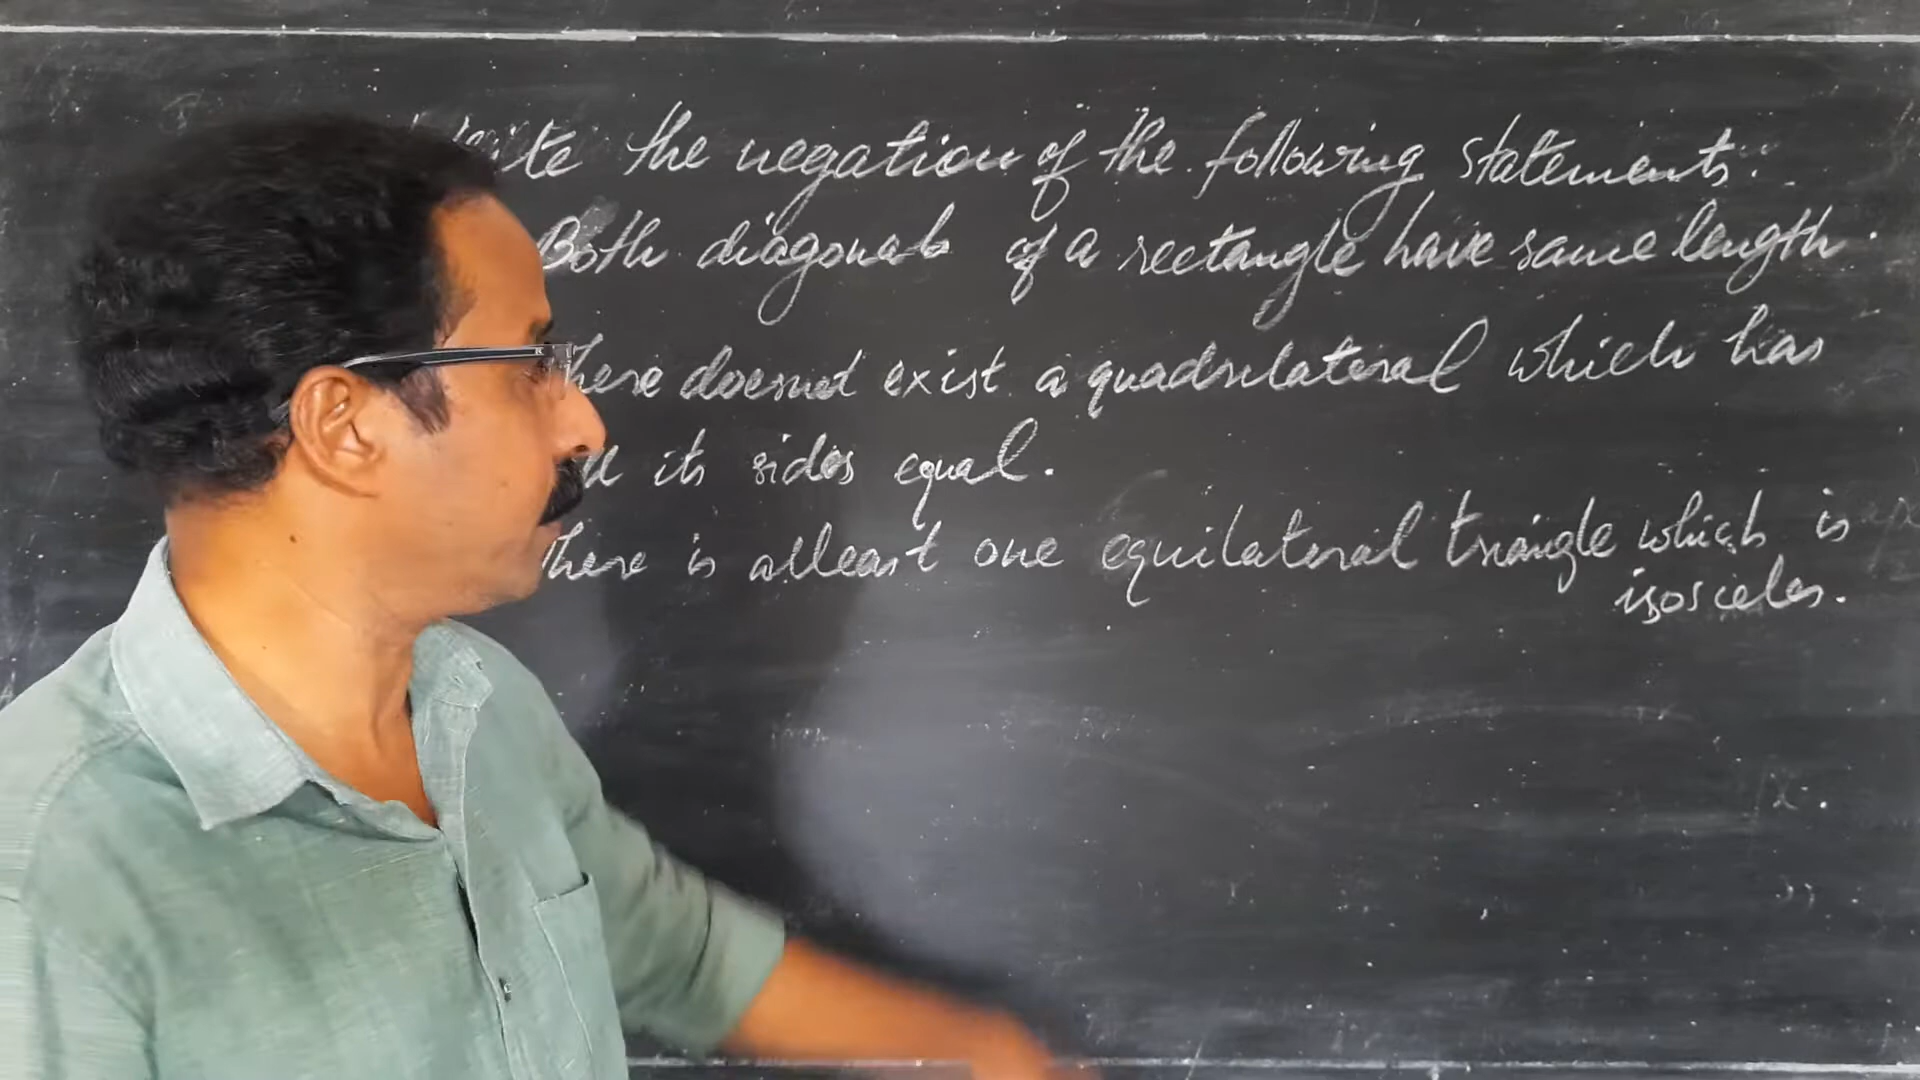 the negation of the following statements:
Both diagonals of a rectangle have same length.
doesnot exist a quadrilateral which has
its sides equal.
There is atleast one equilateral triangle which is
isosceles.